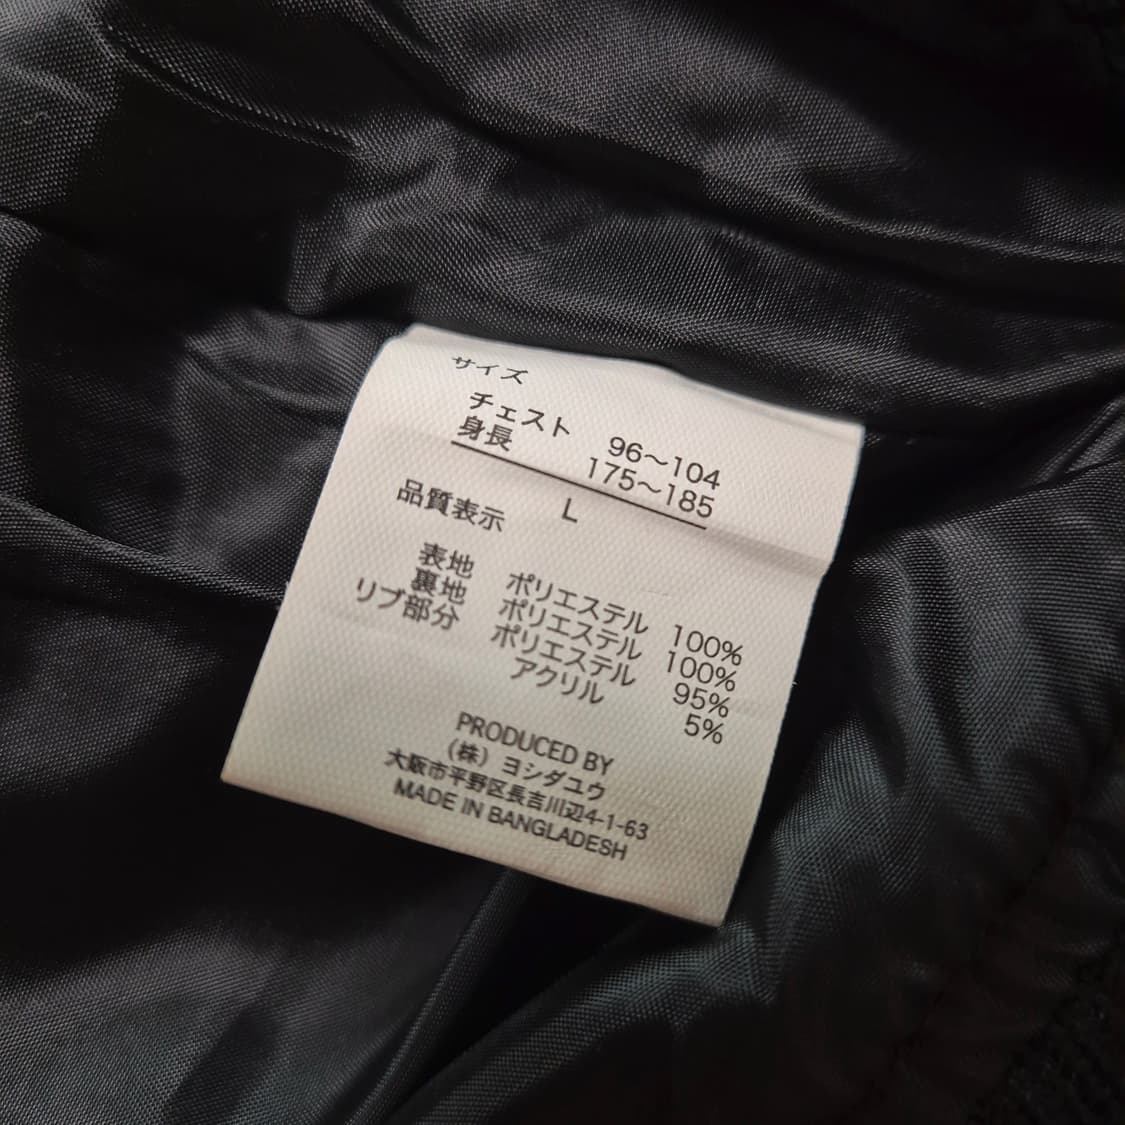 サイズ
チェスト 96～104
身長 175～185
L
品質表示
表地 ポリエステル 100%
裏地 ポリエステル 100%
リブ部分 ポリエステル 95%
アクリル 5%
PRODUCED BY
（株）ヨシダユウ
大阪市平野区長吉川辺4-1-63
MADE IN BANGLADESH